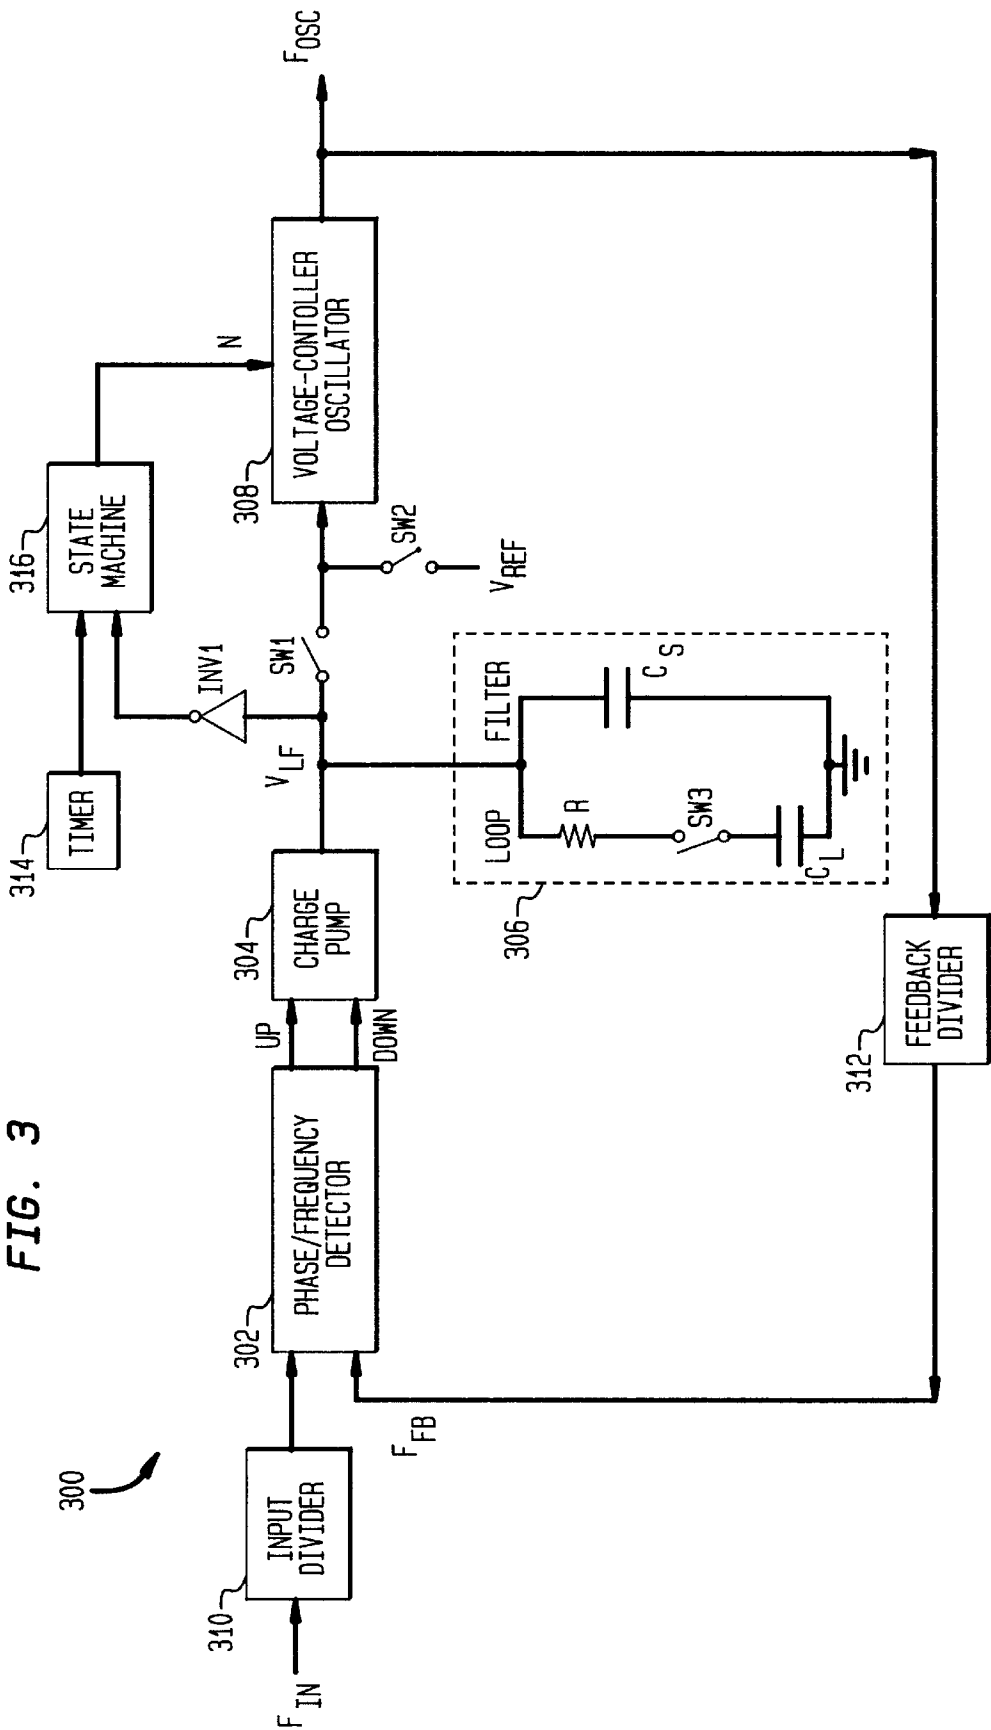 FIG. 3
300
F IN
310
INPUT
DIVIDER
302
PHASE/FREQUENCY
DETECTOR
F FB
UP
DOWN
304
CHARGE
PUMP
314
TIMER
316
STATE
MACHINE
INV1
V LF
SW1
SW2
V REF
N
308
VOLTAGE-CONTOLLER
OSCILLATOR
F OSC
306
LOOP FILTER
R
SW3
C L
C S
312
FEEDBACK
DIVIDER